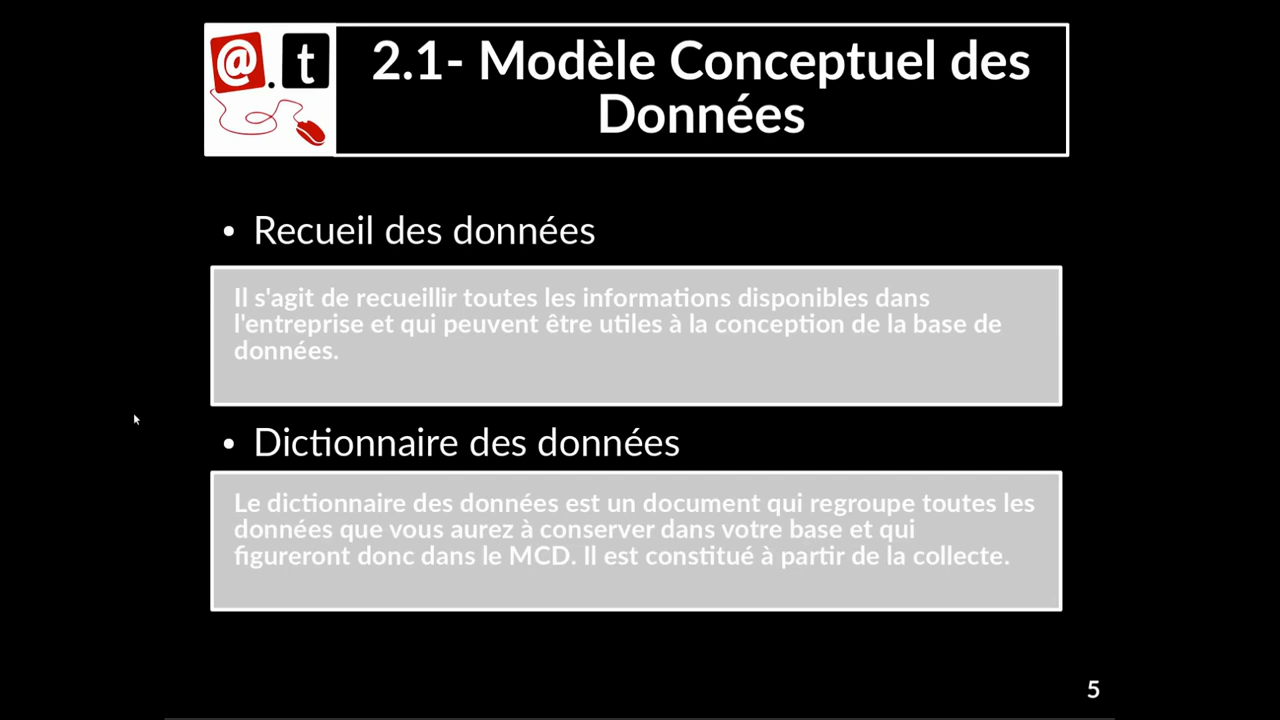 @.t
2.1- Modèle Conceptuel des
Données
• Recueil des données
Il s'agit de recueillir toutes les informations disponibles dans
l'entreprise et qui peuvent être utiles à la conception de la base de
données.
• Dictionnaire des données
Le dictionnaire des données est un document qui regroupe toutes les
données que vous aurez à conserver dans votre base et qui
figureront donc dans le MCD. Il est constitué à partir de la collecte.
5